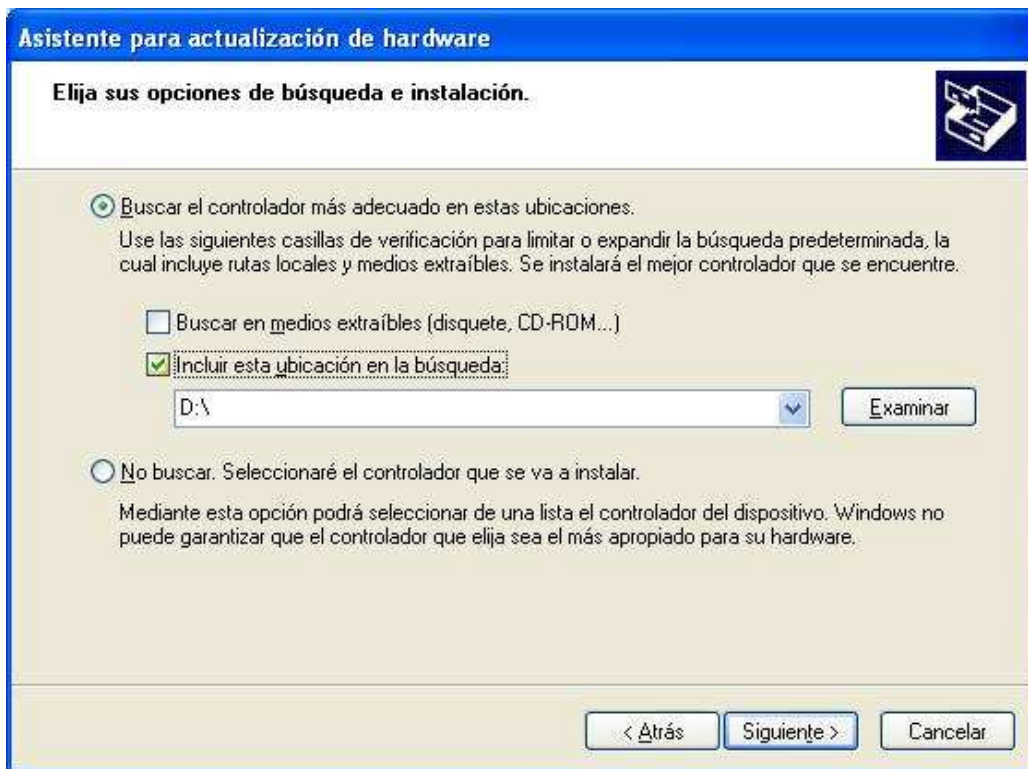 Asistente para actualización de hardware
Elija sus opciones de búsqueda e instalación.
Buscar el controlador más adecuado en estas ubicaciones.
Use las siguientes casillas de verificación para limitar o expandir la búsqueda predeterminada, la
cual incluye rutas locales y medios extraíbles. Se instalará el mejor controlador que se encuentre.
Buscar en medios extraíbles (disquete, CD-ROM...)
Incluir esta ubicación en la búsqueda:
D:\
Examinar
No buscar. Seleccionaré el controlador que se va a instalar.
Mediante esta opción podrá seleccionar de una lista el controlador del dispositivo. Windows no
puede garantizar que el controlador que elija sea el más apropiado para su hardware.
< Atrás
Siguiente >
Cancelar